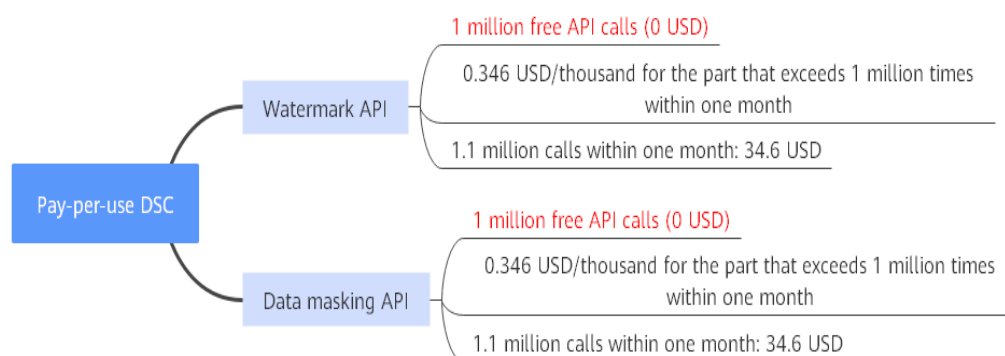 Pay-per-use DSC
Watermark API
1 million free API calls (0 USD)
0.346 USD/thousand for the part that exceeds 1 million times
within one month
1.1 million calls within one month: 34.6 USD
Data masking API
1 million free API calls (0 USD)
0.346 USD/thousand for the part that exceeds 1 million times
within one month
1.1 million calls within one month: 34.6 USD